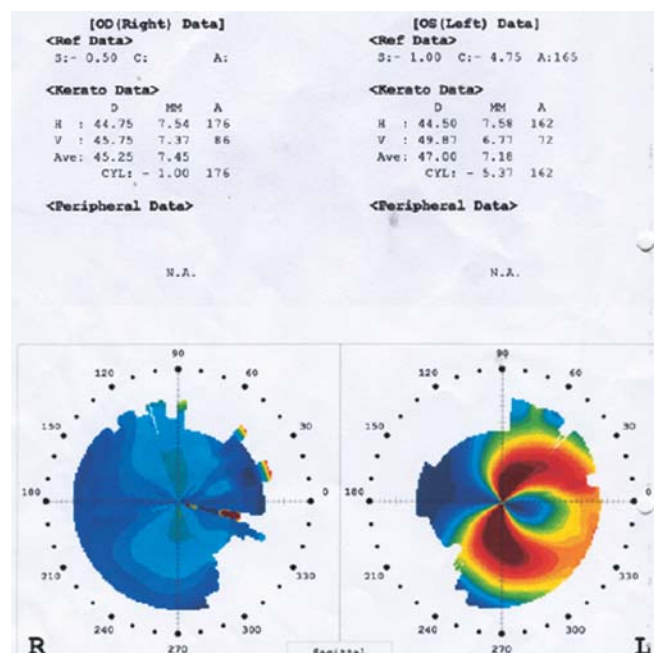 [OD(Right) Data]
<Ref Data>
S:- 0.50 C: A:
<Kerato Data>
D MM A
H : 44.75 7.54 176
V : 45.75 7.37 86
Ave: 45.25 7.45
CYL: - 1.00 176
<Peripheral Data>
N.A.
[OS(Left) Data]
<Ref Data>
S:- 1.00 C:- 4.75 A:165
<Kerato Data>
D MM A
H : 44.50 7.58 162
V : 49.87 6.77 72
Ave: 47.00 7.18
CYL: - 5.37 162
<Peripheral Data>
N.A.
90
120 60
150 30
180 0
210 330
240 300
270
R
90
120 60
150 30
180 0
210 330
240 300
270
L
Sagittal